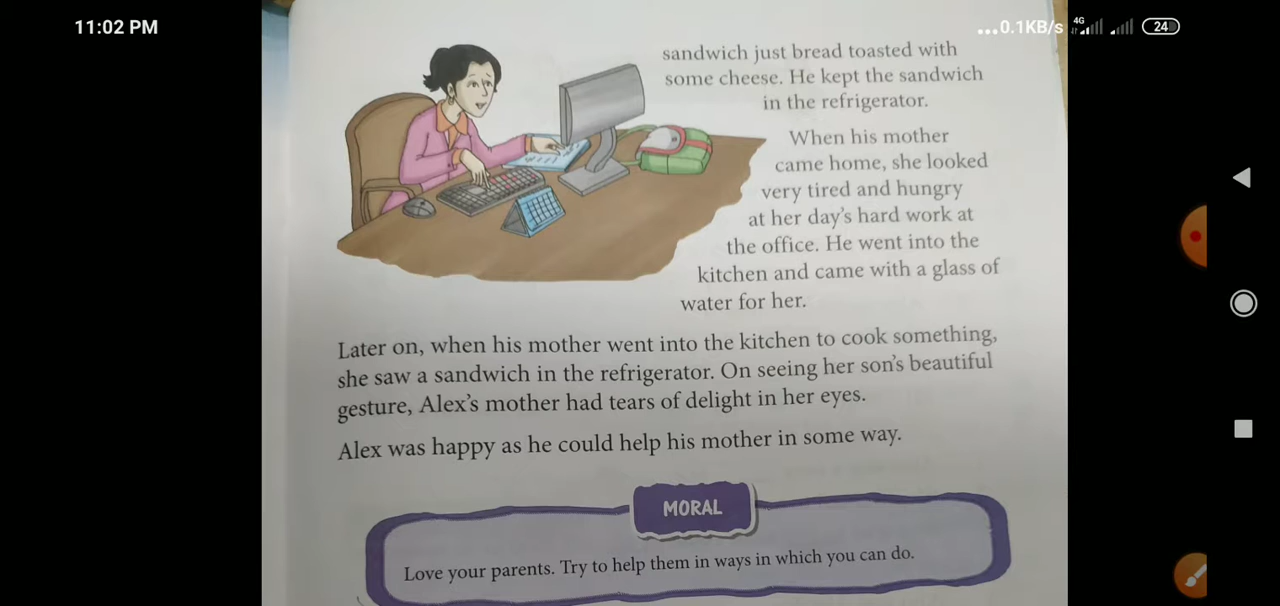 11:02 PM
...0.1KB/s 4G 24
sandwich just bread toasted with
some cheese. He kept the sandwich
in the refrigerator.
When his mother
came home, she looked
very tired and hungry
at her day's hard work at
the office. He went into the
kitchen and came with a glass of
water for her.
Later on, when his mother went into the kitchen to cook something,
she saw a sandwich in the refrigerator. On seeing her son's beautiful
gesture, Alex's mother had tears of delight in her eyes.
Alex was happy as he could help his mother in some way.
MORAL
Love your parents. Try to help them in ways in which you can do.